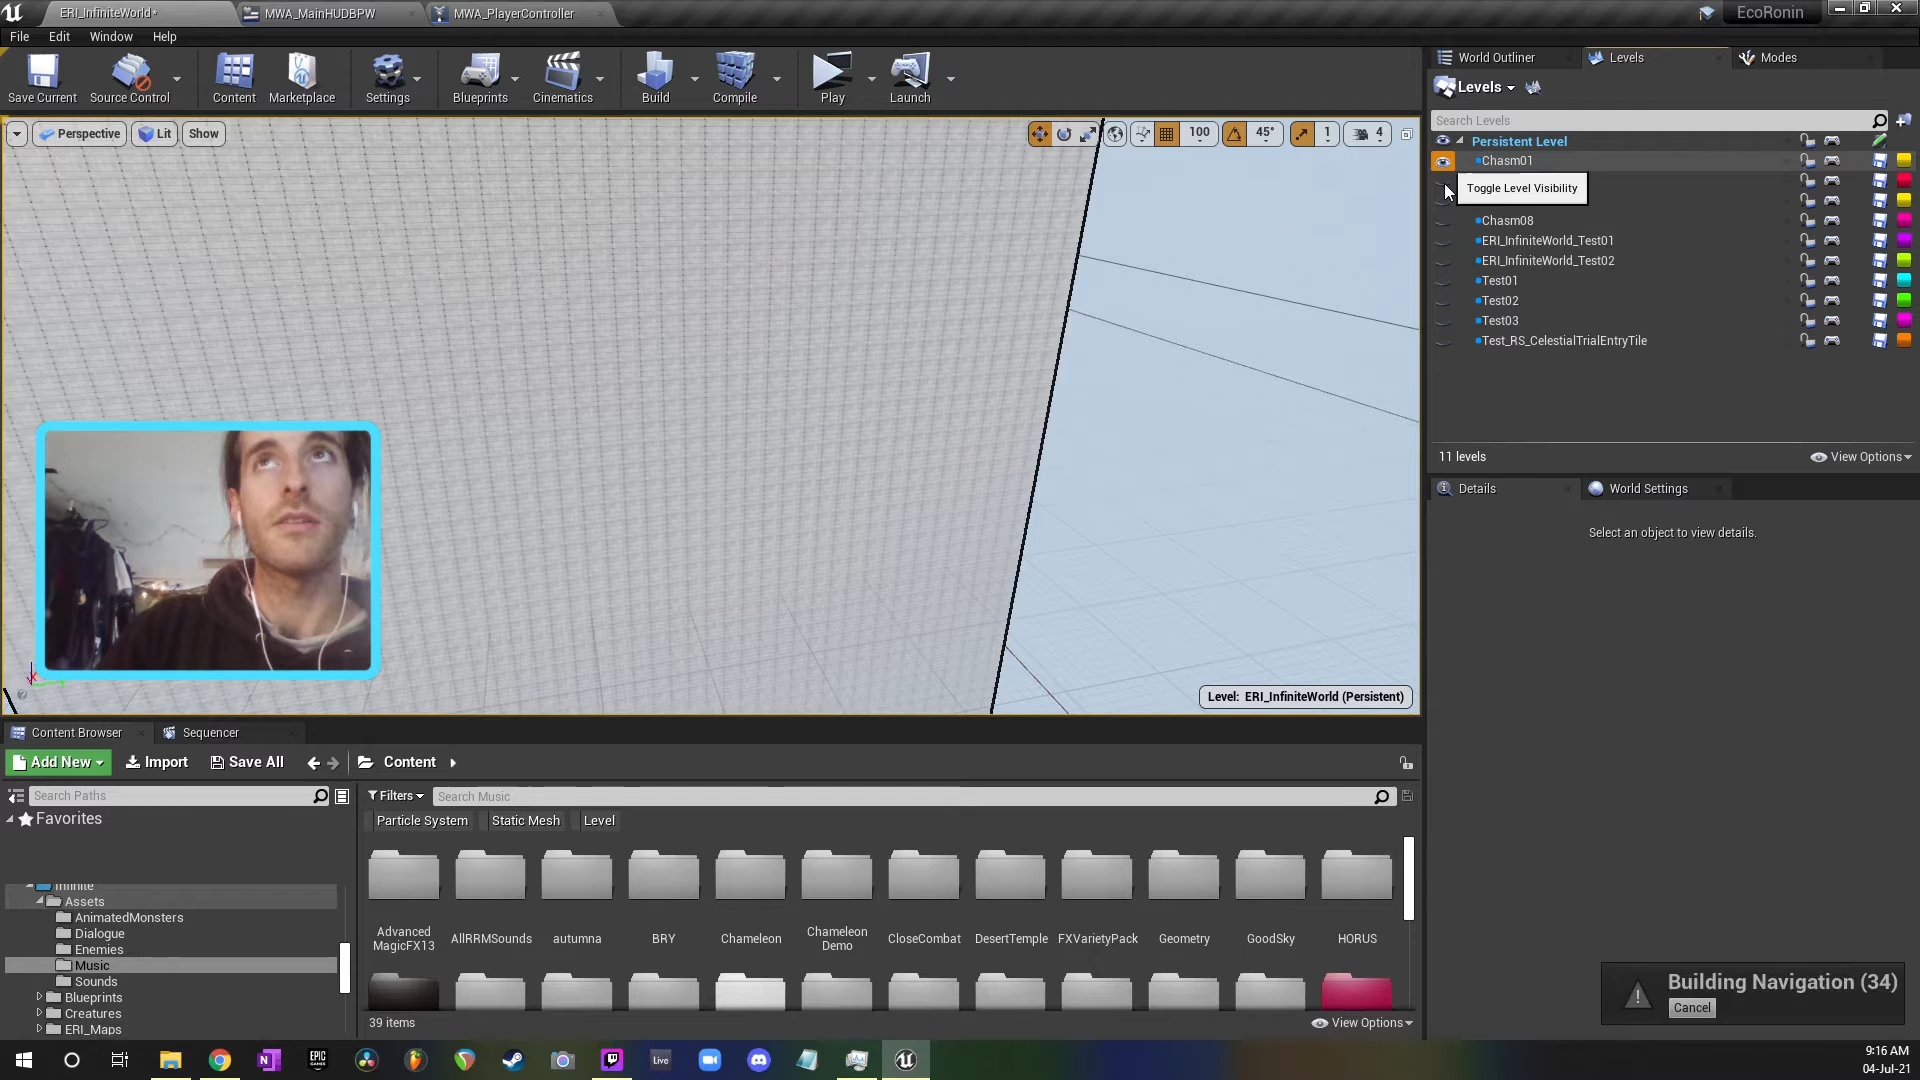 ERI_InfiniteWorld*
MWA_MainHUDBPW
MWA_PlayerController
EcoRonin
File Edit Window Help
Save Current
Source Control
Content
Marketplace
Settings
Blueprints
Cinematics
Build
Compile
Play
Launch
World Outliner
Levels
Modes
Levels
Search Levels
Perspective
Lit
Show
100
45°
1
4
Persistent Level
Chasm01
Toggle Level Visibility
Chasm08
ERI_InfiniteWorld_Test01
ERI_InfiniteWorld_Test02
Test01
Test02
Test03
Test_RS_CelestialTrialEntryTile
11 levels
View Options
Details
World Settings
Select an object to view details.
Level: ERI_InfiniteWorld (Persistent)
Content Browser
Sequencer
Add New
Import
Save All
Content
Search Paths
Filters
Search Music
Favorites
Particle System
Static Mesh
Level
Infinite
Assets
AnimatedMonsters
Dialogue
Enemies
Music
Sounds
Blueprints
Creatures
ERI_Maps
Advanced MagicFX13
AllRRMSounds
autumna
BRY
Chameleon
Chameleon Demo
CloseCombat
DesertTemple
FXVarietyPack
Geometry
GoodSky
HORUS
39 items
View Options
Building Navigation (34)
Cancel
EPIC GAMES
Live
9:16 AM
04-Jul-21